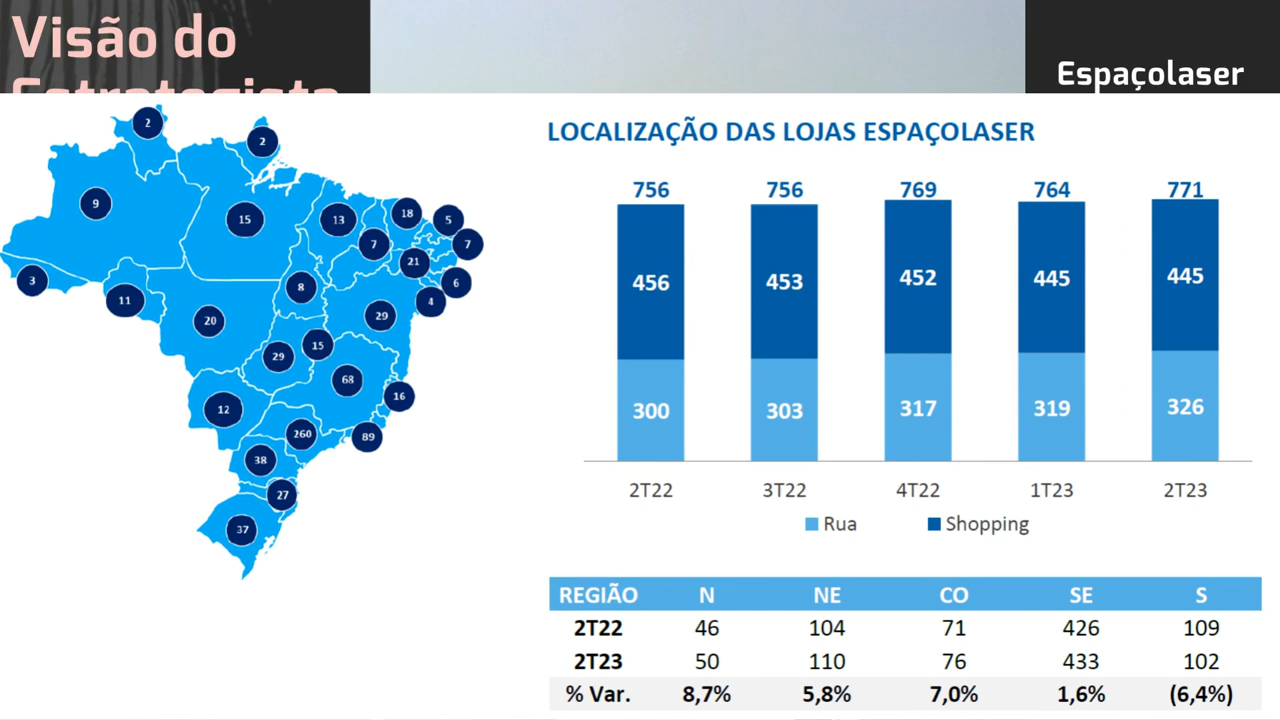 Visão do
Estrategista
Espaçolaser
LOCALIZAÇÃO DAS LOJAS ESPAÇOLASER
2
2
9
15
13
18
5
7
7
21
3
11
8
6
4
20
29
29
15
68
12
16
260
89
38
27
37
756 756 769 764 771
456 453 452 445 445
300 303 317 319 326
2T22 3T22 4T22 1T23 2T23
Rua Shopping
REGIÃO N NE CO SE S
2T22 46 104 71 426 109
2T23 50 110 76 433 102
% Var. 8,7% 5,8% 7,0% 1,6% (6,4%)